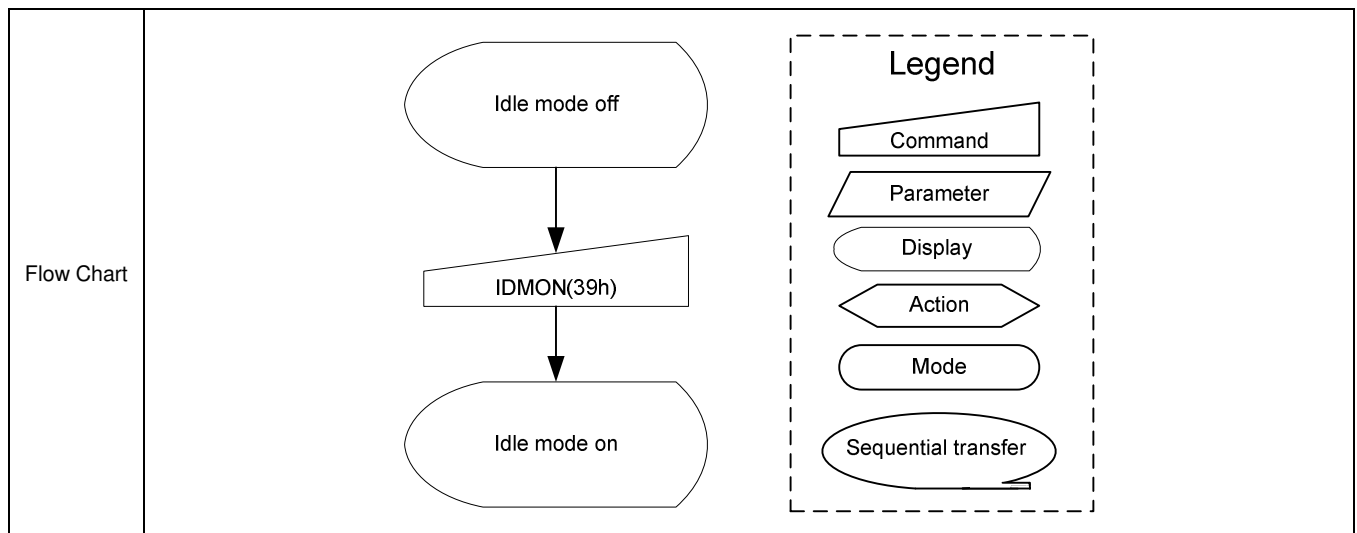 Flow Chart
Idle mode off
IDMON(39h)
Idle mode on
Legend
Command
Parameter
Display
Action
Mode
Sequential transfer